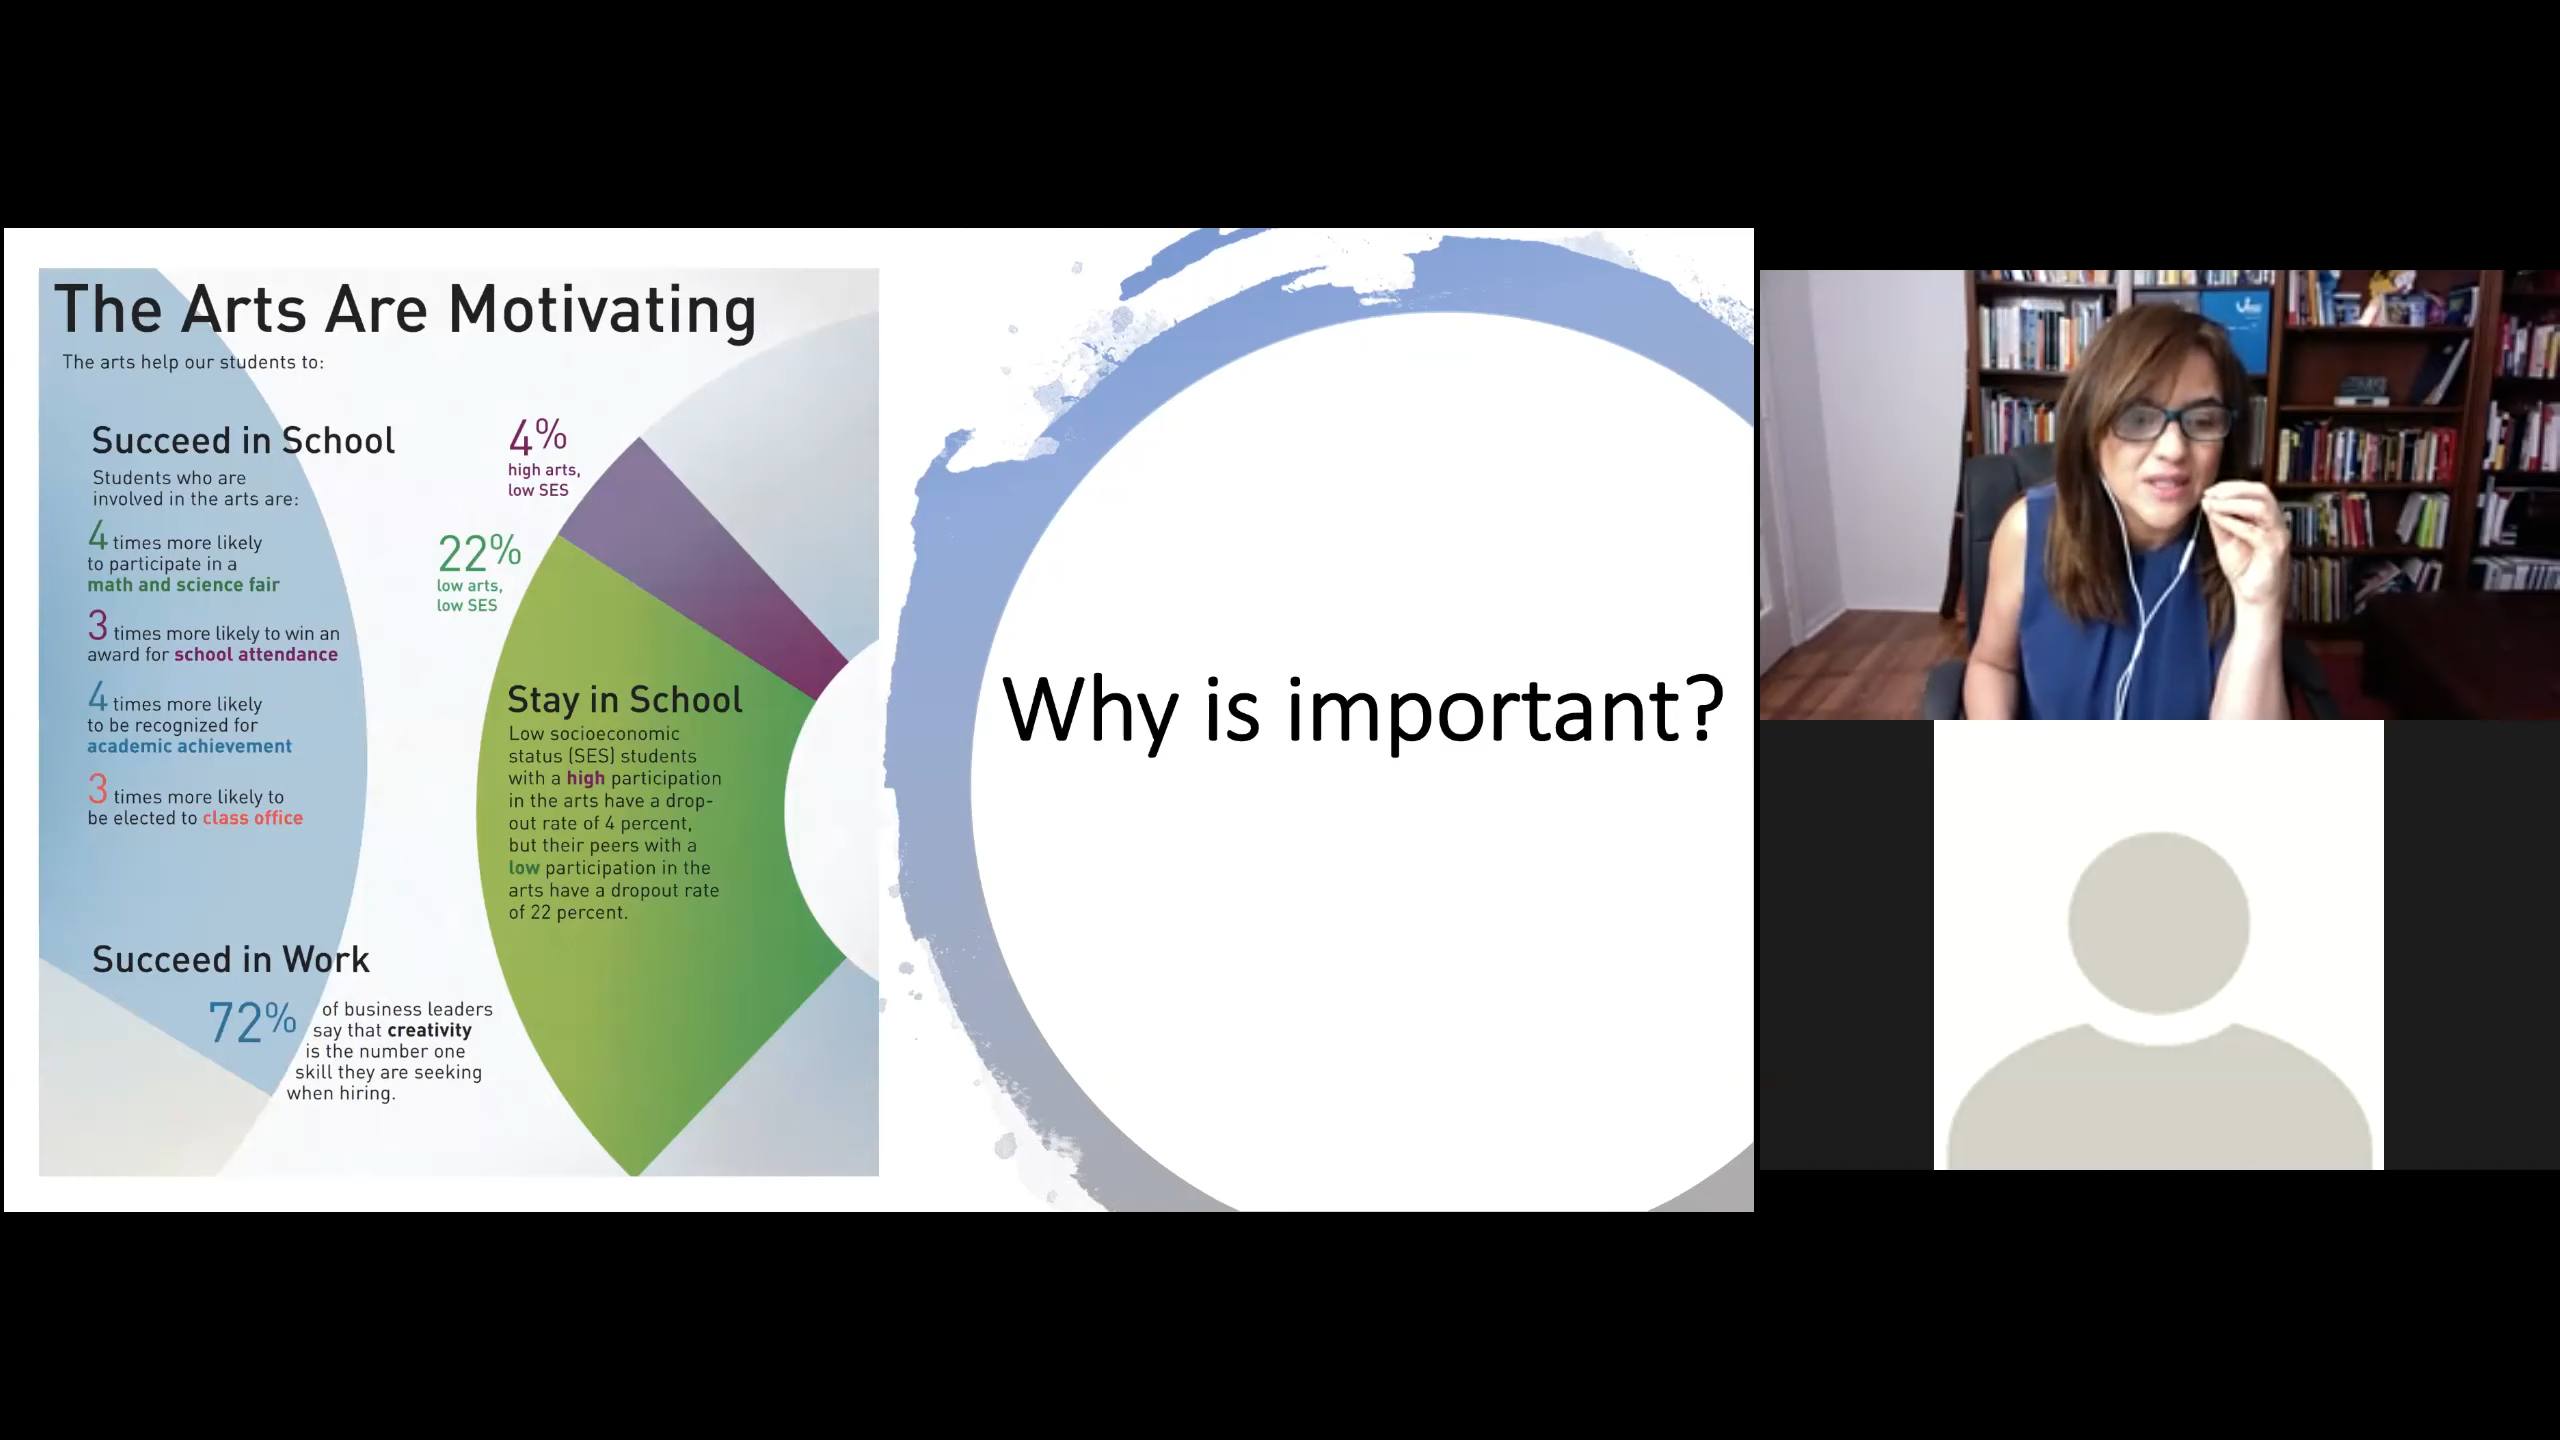 The Arts Are Motivating
The arts help our students to:
Succeed in School
Students who are
involved in the arts are:
4 times more likely
to participate in a
math and science fair
3 times more likely to win an
award for school attendance
4 times more likely
to be recognized for
academic achievement
3 times more likely to
be elected to class office
Succeed in Work
72% of business leaders
say that creativity
is the number one
skill they are seeking
when hiring.
4%
high arts,
low SES
22%
low arts,
low SES
Stay in School
Low socioeconomic
status (SES) students
with a high participation
in the arts have a drop-
out rate of 4 percent,
but their peers with a
low participation in the
arts have a dropout rate
of 22 percent.
Why is important?